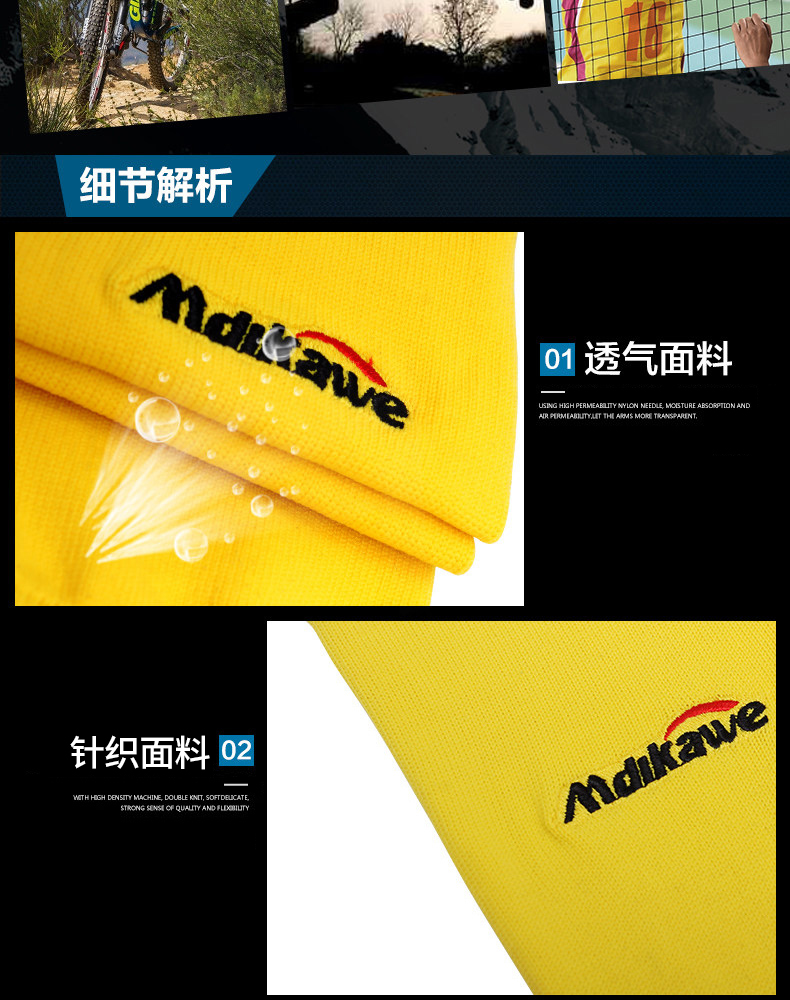 16
细节解析
Mdikawe
01 透气面料
USING HIGH PERMEABILITY NYLON NEEDLE, MOISTURE ABSORPTION AND
AIR PERMEABILITY,LET THE ARMS MORE TRANSPARENT.
针织面料 02
WITH HIGH DENSITY MACHINE, DOUBLE KNIT, SOFTDELICATE,
STRONG SENSE OF QUALITY AND FLEXIBILITY
Mdikawe